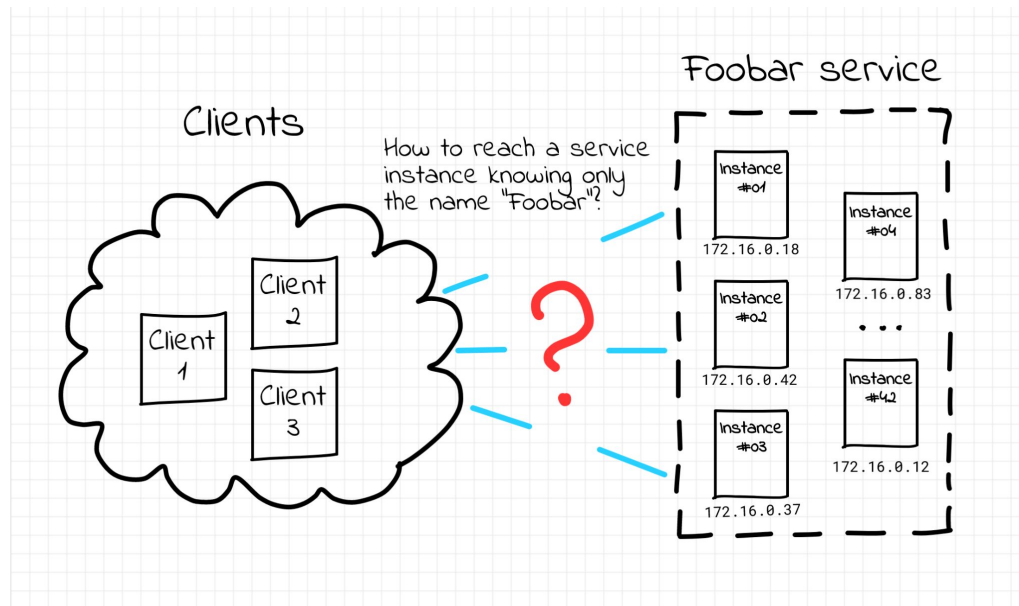 Foobar service
Clients
How to reach a service
instance knowing only
the name "Foobar"?
Client
1
Client
2
Client
3
Instance
#01
172.16.0.18
Instance
#02
172.16.0.42
Instance
#03
172.16.0.37
Instance
#04
172.16.0.83
...
Instance
#42
172.16.0.12